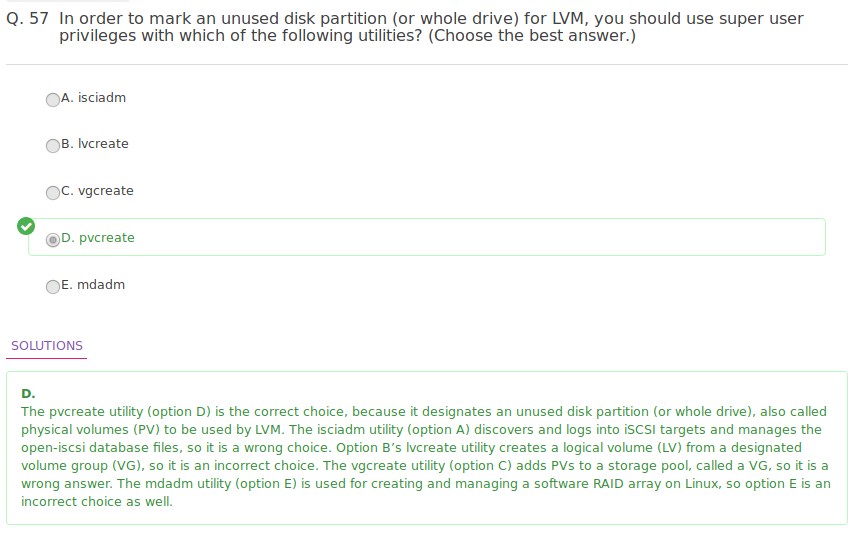 Q. 57 In order to mark an unused disk partition (or whole drive) for LVM, you should use super user
privileges with which of the following utilities? (Choose the best answer.)
A. isciadm
B. lvcreate
C. vgcreate
D. pvcreate
E. mdadm
SOLUTIONS
D.
The pvcreate utility (option D) is the correct choice, because it designates an unused disk partition (or whole drive), also called
physical volumes (PV) to be used by LVM. The isciadm utility (option A) discovers and logs into iSCSI targets and manages the
open-iscsi database files, so it is a wrong choice. Option B’s lvcreate utility creates a logical volume (LV) from a designated
volume group (VG), so it is an incorrect choice. The vgcreate utility (option C) adds PVs to a storage pool, called a VG, so it is a
wrong answer. The mdadm utility (option E) is used for creating and managing a software RAID array on Linux, so option E is an
incorrect choice as well.